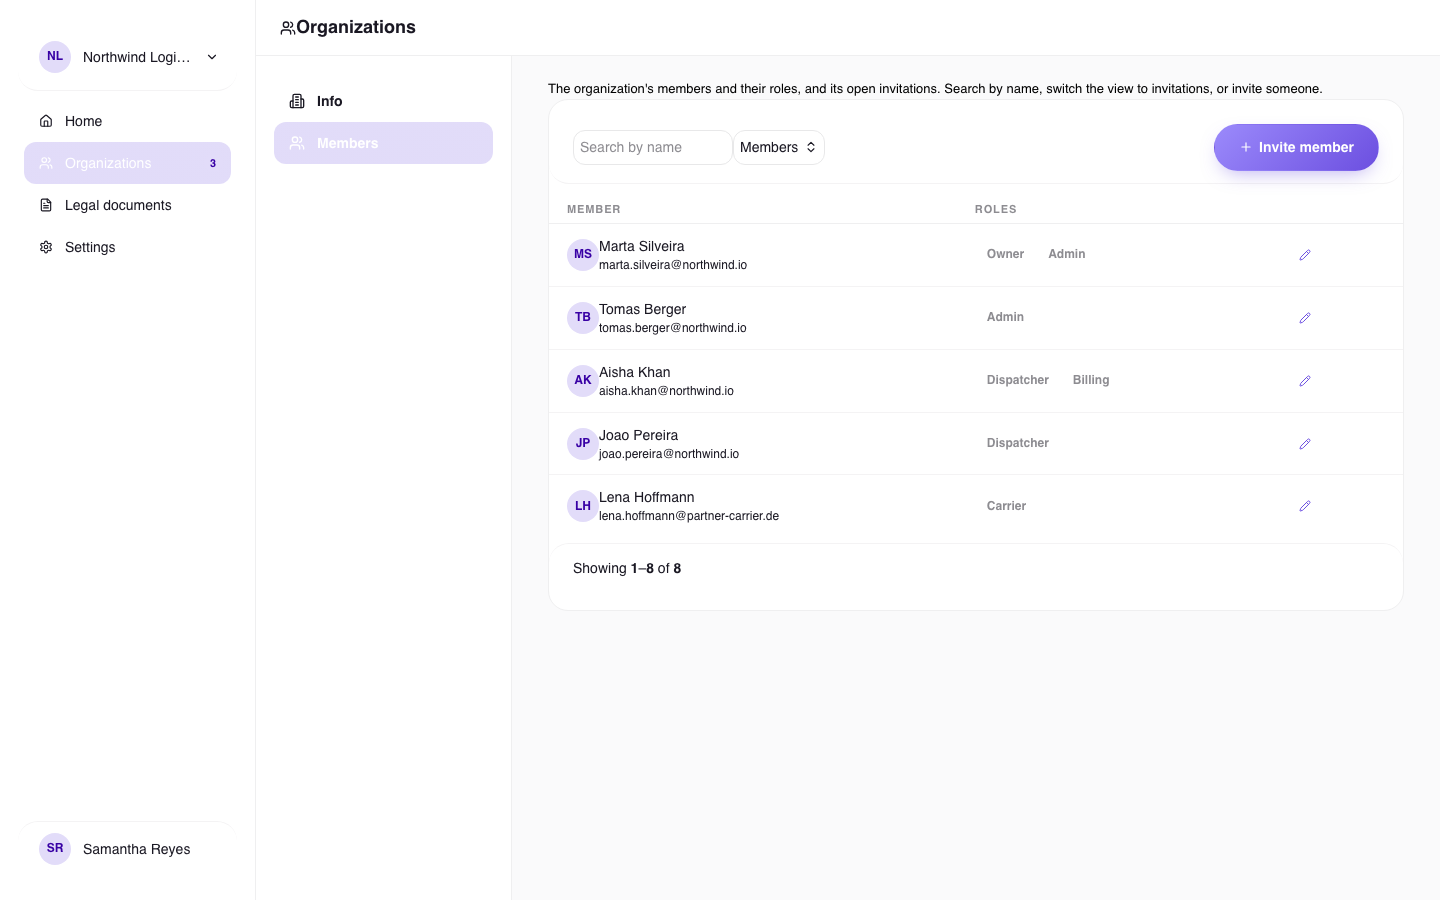 NL Northwind Logi...
Home
Organizations 3
Legal documents
Settings
SR Samantha Reyes
Organizations
Info
Members
The organization's members and their roles, and its open invitations. Search by name, switch the view to invitations, or invite someone.
Search by name Members + Invite member
MEMBER ROLES
MS Marta Silveira Owner Admin
marta.silveira@northwind.io
TB Tomas Berger Admin
tomas.berger@northwind.io
AK Aisha Khan Dispatcher Billing
aisha.khan@northwind.io
JP Joao Pereira Dispatcher
joao.pereira@northwind.io
LH Lena Hoffmann Carrier
lena.hoffmann@partner-carrier.de
Showing 1–8 of 8